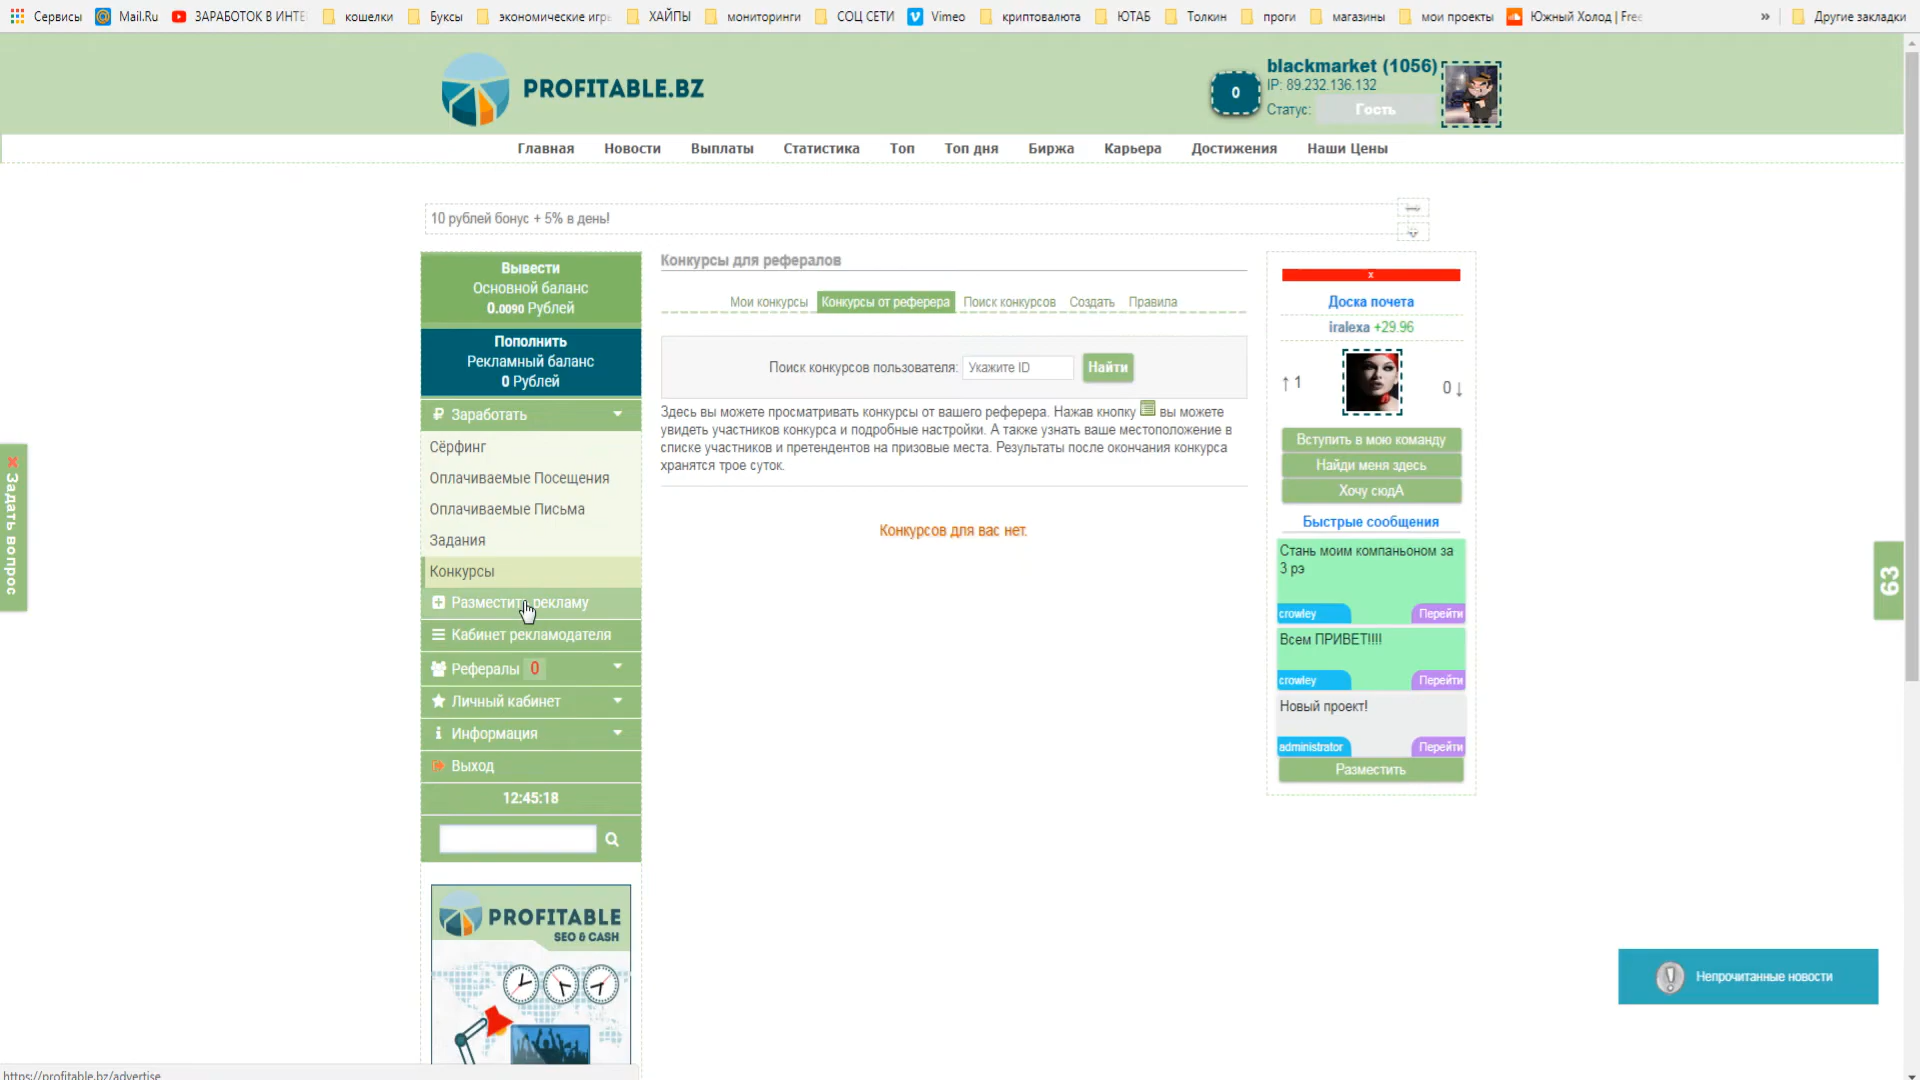 Сервисы
Mail.Ru
ЗАРАБОТОК В ИНТЕ
кошелки
Буксы
экономические игры
ХАЙПЫ
мониторинги
СОЦ СЕТИ
Vimeo
криптовалюта
ЮТАБ
Толкин
проги
магазины
мои проекты
Южный Холод | Free
»
Другие закладки
PROFITABLE.BZ
0
blackmarket (1056)
IP: 89.232.136.132
Статус: Гость
Главная
Новости
Выплаты
Статистика
Топ
Топ дня
Биржа
Карьера
Достижения
Наши Цены
10 рублей бонус + 5% в день!
Вывести
Основной баланс
0.0090 Рублей
Пополнить
Рекламный баланс
0 Рублей
Заработать
Сёрфинг
Оплачиваемые Посещения
Оплачиваемые Письма
Задания
Конкурсы
Разместить рекламу
Кабинет рекламодателя
Рефералы 0
Личный кабинет
Информация
Выход
12:45:18
PROFITABLE
SEO & CASH
Конкурсы для рефералов
Мои конкурсы
Конкурсы от реферера
Поиск конкурсов
Создать
Правила
Поиск конкурсов пользователя: Укажите ID Найти
Здесь вы можете просматривать конкурсы от вашего реферера. Нажав кнопку вы можете
увидеть участников конкурса и подробные настройки. А также узнать ваше местоположение в
списке участников и претендентов на призовые места. Результаты после окончания конкурса
хранятся трое суток.
Конкурсов для вас нет.
x
Доска почета
iralexa +29.96
↑ 1
0 ↓
Вступить в мою команду
Найди меня здесь
Хочу сюдА
Быстрые сообщения
Стань моим компаньоном за
3 рэ
crowley Перейти
Всем ПРИВЕТ!!!!
crowley Перейти
Новый проект!
administrator Перейти
Разместить
Задать вопрос
63
Непрочитанные новости
https://profitable.bz/advertise